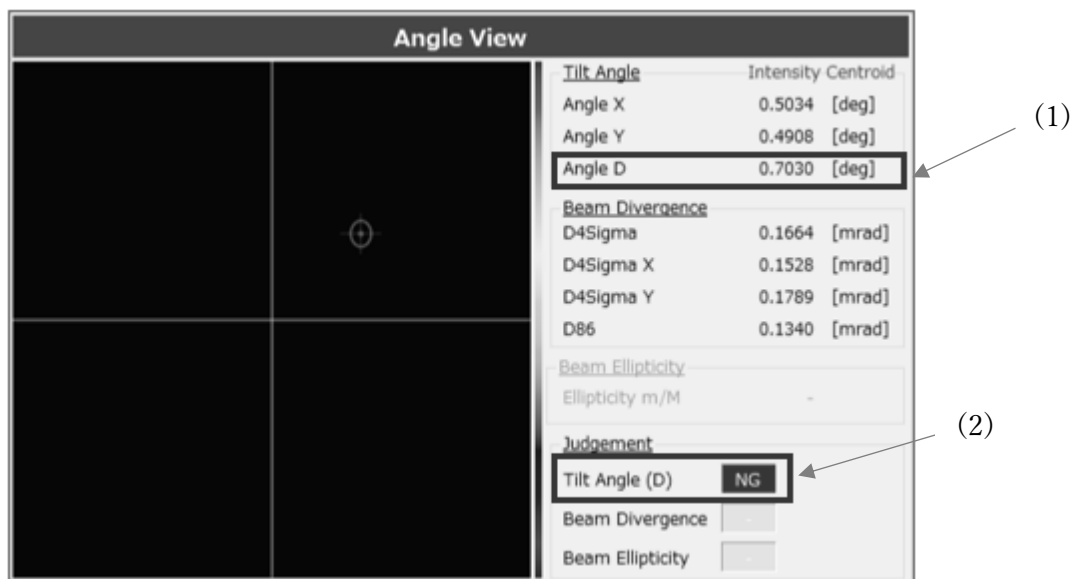 Angle View
Tilt Angle Intensity Centroid
Angle X 0.5034 [deg]
Angle Y 0.4908 [deg]
Angle D 0.7030 [deg]
Beam Divergence
D4Sigma 0.1664 [mrad]
D4Sigma X 0.1528 [mrad]
D4Sigma Y 0.1789 [mrad]
D86 0.1340 [mrad]
Beam Ellipticity
Ellipticity m/M -
Judgement
Tilt Angle (D) NG
Beam Divergence -
Beam Ellipticity -
(1)
(2)